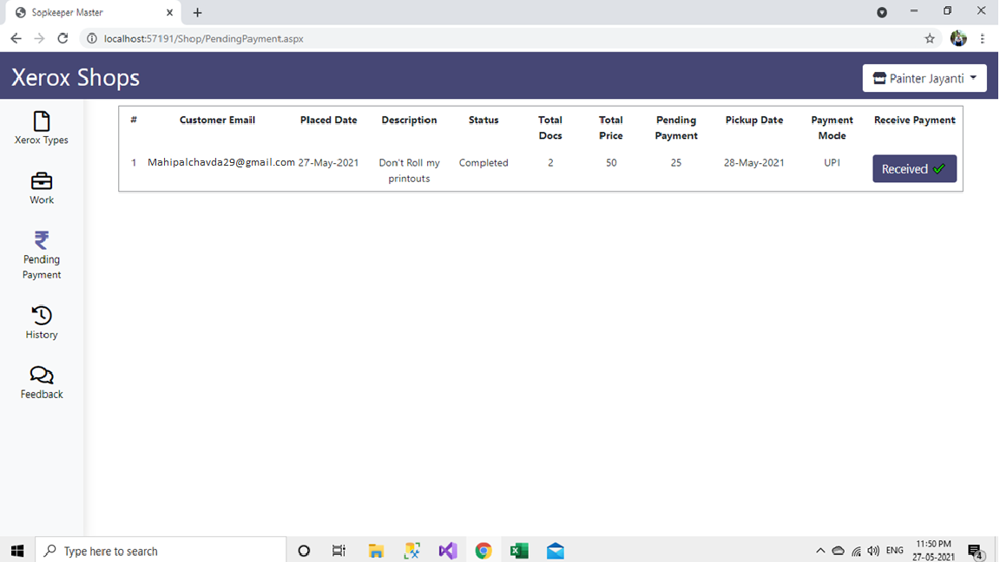 Sopkeeper Master
localhost:57191/Shop/PendingPayment.aspx
Xerox Shops
Painter Jayanti
Xerox Types
Work
Pending
Payment
History
Feedback
# Customer Email Placed Date Description Status Total Docs Total Price Pending Payment Pickup Date Payment Mode Receive Payment
1 Mahipalchavda29@gmail.com 27-May-2021 Don't Roll my printouts Completed 2 50 25 28-May-2021 UPI Received
Type here to search
ENG
11:50 PM
27-05-2021
4